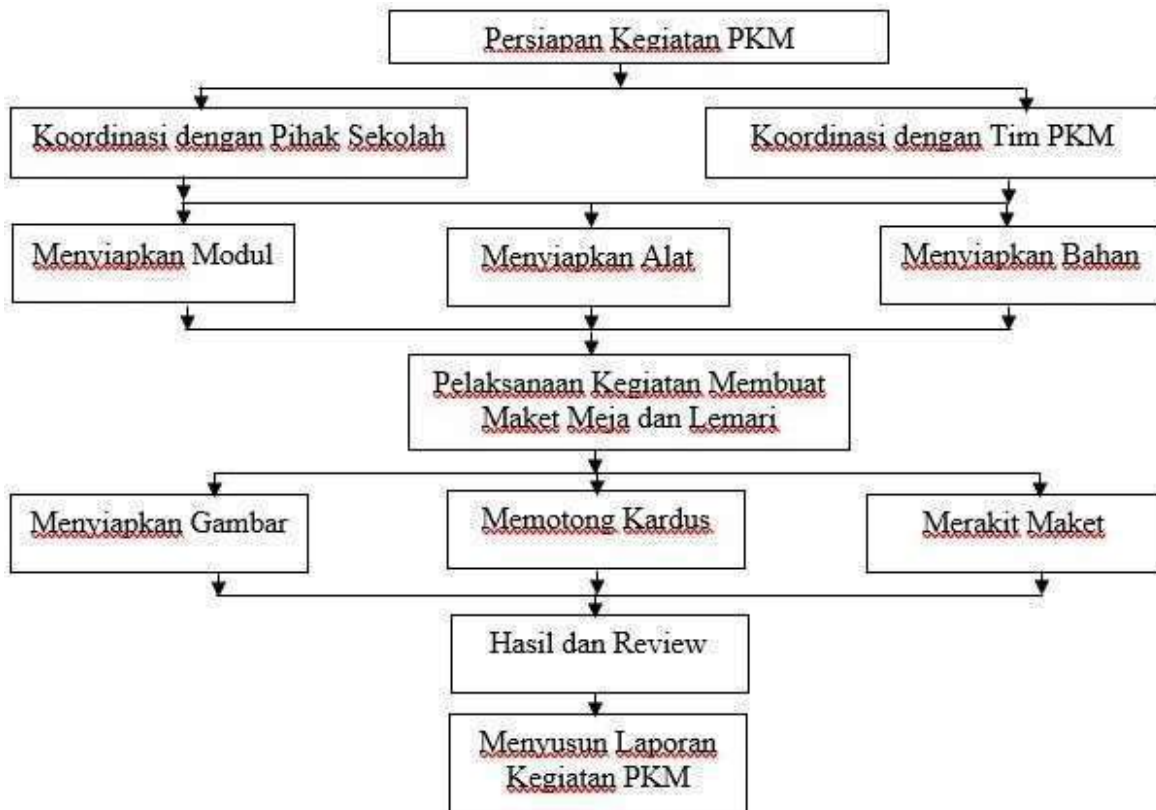 Persiapan Kegiatan PKM
Koordinasi dengan Pihak Sekolah
Koordinasi dengan Tim PKM
Menyiapkan Modul
Menyiapkan Alat
Menyiapkan Bahan
Pelaksanaan Kegiatan Membuat
Maket Meja dan Lemari
Menyiapkan Gambar
Memotong Kardus
Merakit Maket
Hasil dan Review
Menyusun Laporan
Kegiatan PKM